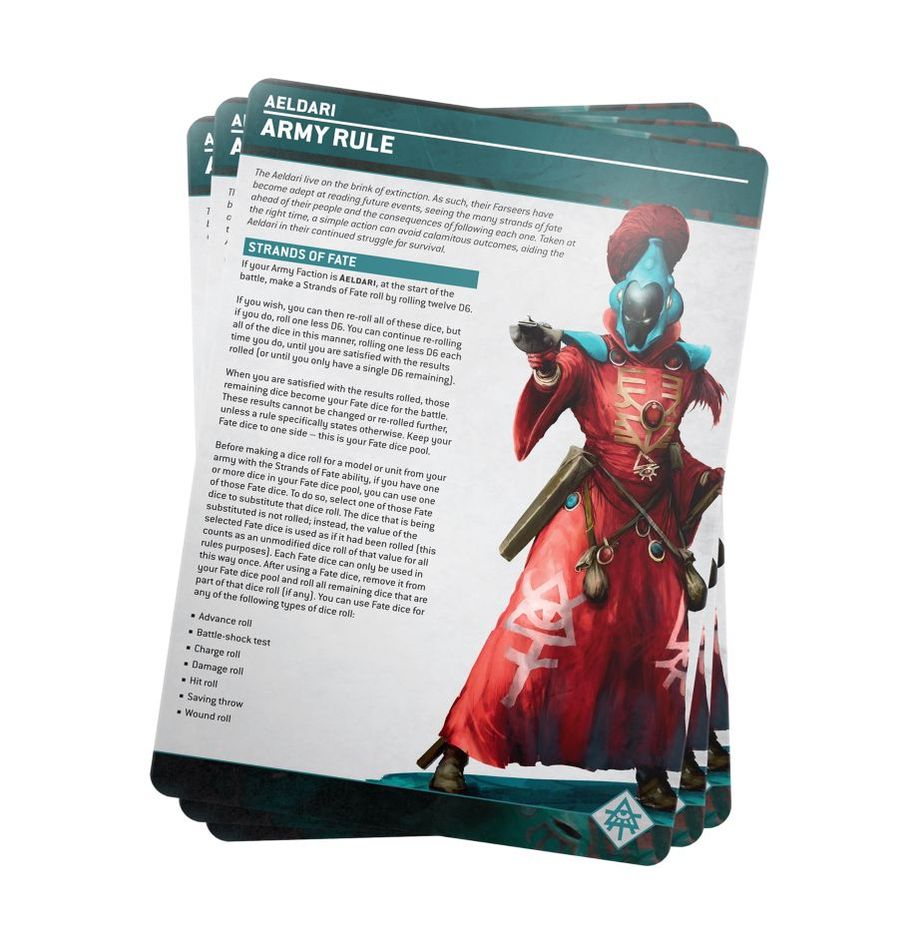 AELDARI
ARMY RULE
The Aeldari live on the brink of extinction. As such, their Farseers have
become adept at reading future events, seeing the many strands of fate
ahead of their people and the consequences of following each one. Taken at
the right time, a simple action can avoid calamitous outcomes, aiding the
Aeldari in their continued struggle for survival.
STRANDS OF FATE
If your Army Faction is AELDARI, at the start of the
battle, make a Strands of Fate roll by rolling twelve D6.
If you wish, you can then re-roll all of these dice, but
if you do, roll one less D6. You can continue re-rolling
all of the dice in this manner, rolling one less D6 each
time you do, until you are satisfied with the results
rolled (or until you only have a single D6 remaining).
When you are satisfied with the results rolled, those
remaining dice become your Fate dice for the battle.
These results cannot be changed or re-rolled further,
unless a rule specifically states otherwise. Keep your
Fate dice to one side – this is your Fate dice pool.
Before making a dice roll for a model or unit from your
army with the Strands of Fate ability, if you have one
or more dice in your Fate dice pool, you can use one
of those Fate dice. To do so, select one of those Fate
dice to substitute that dice roll. The dice that is being
substituted is not rolled; instead, the value of the
selected Fate dice is used as if it had been rolled (this
counts as an unmodified dice roll of that value for all
rules purposes). Each Fate dice can only be used in
this way once. After using a Fate dice, remove it from
your Fate dice pool and roll all remaining dice that are
part of that dice roll (if any). You can use Fate dice for
any of the following types of dice roll:
▪ Advance roll
▪ Battle-shock test
▪ Charge roll
▪ Damage roll
▪ Hit roll
▪ Saving throw
▪ Wound roll